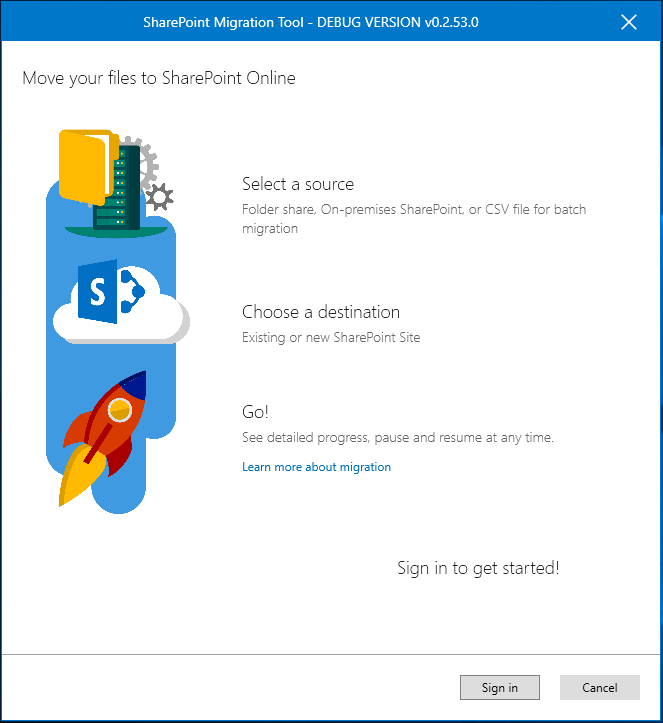 SharePoint Migration Tool - DEBUG VERSION v0.2.53.0
Move your files to SharePoint Online
Select a source
Folder share, On-premises SharePoint, or CSV file for batch
migration
S
Choose a destination
Existing or new SharePoint Site
Go!
See detailed progress, pause and resume at any time.
Learn more about migration
Sign in to get started!
Sign in
Cancel